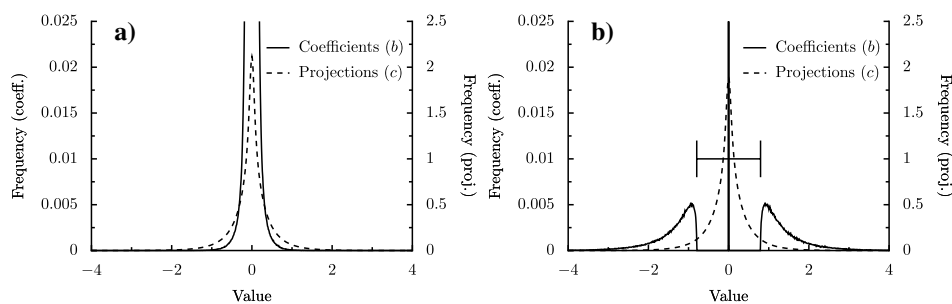 a)
Coefficients (b)
Projections (c)
Frequency (coeff.)
0.025
0.02
0.015
0.01
0.005
0
2.5
2
1.5
1
0.5
0
Frequency (proj.)
−4
−2
0
2
4
Value
b)
Coefficients (b)
Projections (c)
Frequency (coeff.)
0.025
0.02
0.015
0.01
0.005
0
2.5
2
1.5
1
0.5
0
Frequency (proj.)
−4
−2
0
2
4
Value